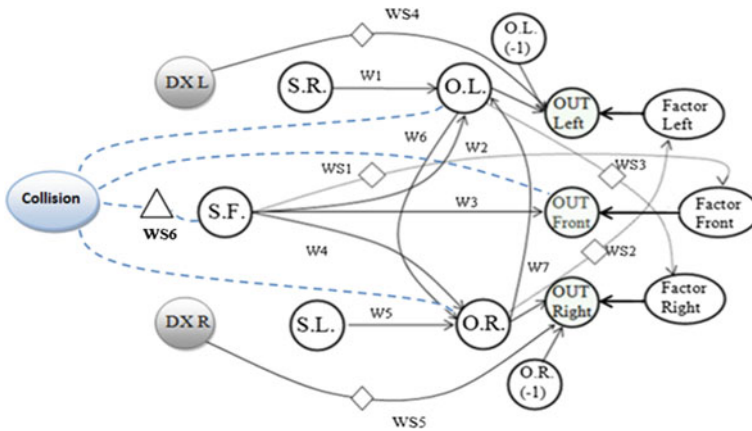 WS4
O.L.
(-1)
DX L
S.R.
W1
O.L.
OUT
Left
Factor
Left
W6
W2
WS1
WS3
Collision
WS6
S.F.
W3
OUT
Front
Factor
Front
W4
WS2
W7
DX R
S.L.
W5
O.R.
OUT
Right
Factor
Right
O.R.
(-1)
WS5